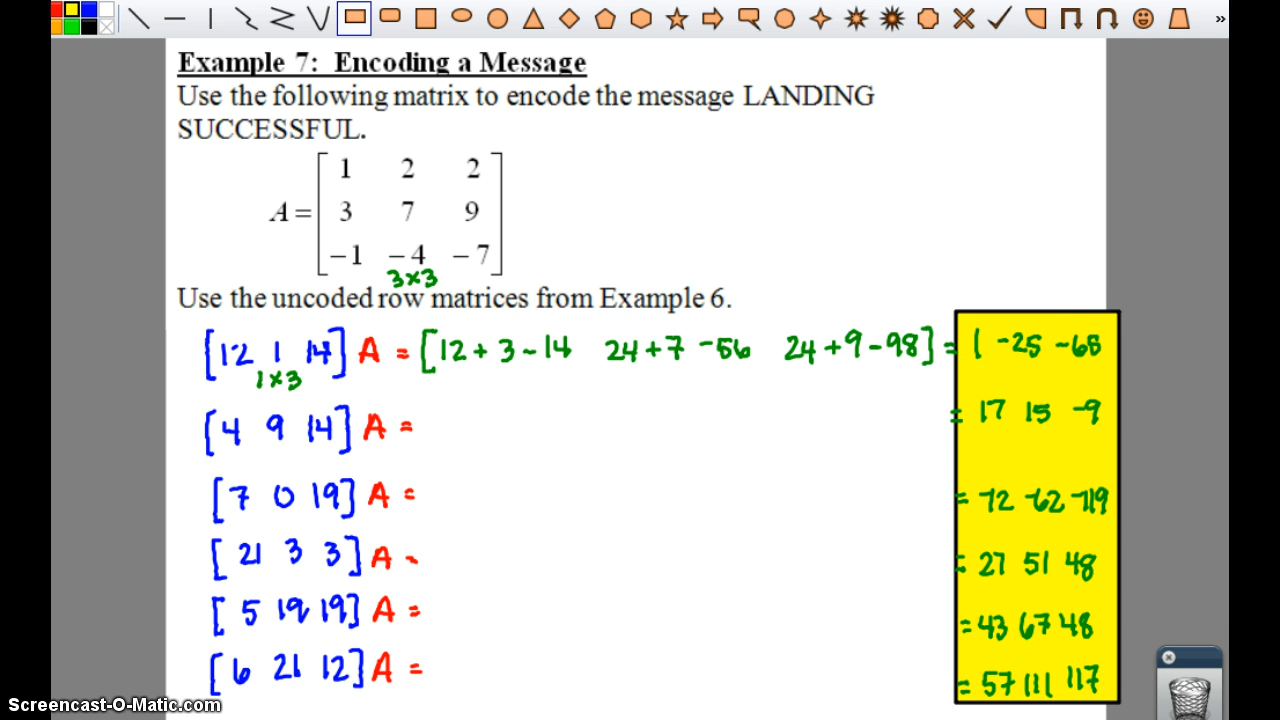 Example 7: Encoding a Message
Use the following matrix to encode the message LANDING
SUCCESSFUL.
1 2 2
A = 3 7 9
−1 −4 −7
3×3
Use the uncoded row matrices from Example 6.
[12 1 14] A = [12 + 3 - 14 24 + 7 - 56 24 + 9 - 98] = 1 -25 -65
1×3
[4 9 14] A = = 17 15 -9
[7 0 19] A = = -12 -62 -119
[21 3 3] A = = 27 51 48
[5 19 19] A = = 43 67 48
[6 21 12] A = = 57 111 117
Screencast-O-Matic.com